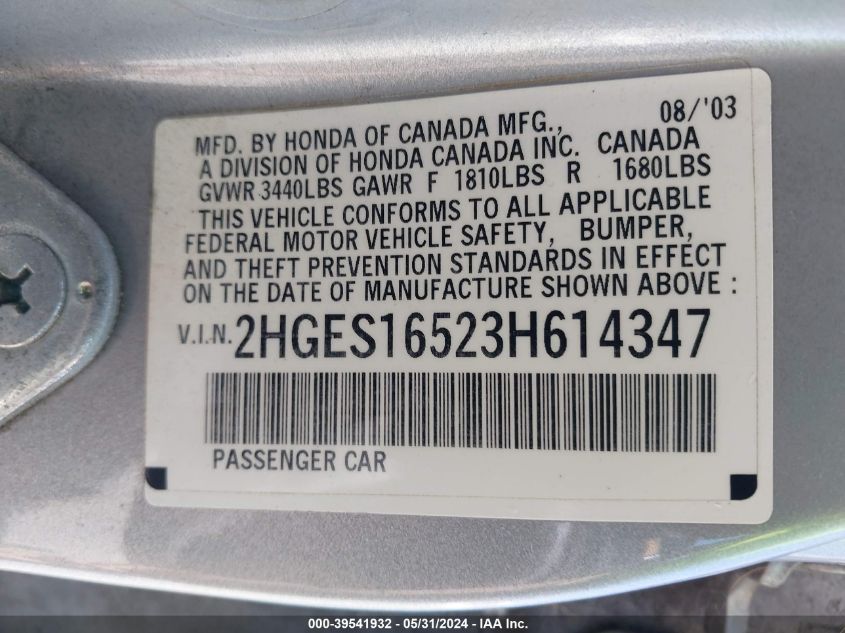 08/'03
MFD. BY HONDA OF CANADA MFG.,
A DIVISION OF HONDA CANADA INC. CANADA
GVWR 3440LBS GAWR F 1810LBS R 1680LBS
THIS VEHICLE CONFORMS TO ALL APPLICABLE
FEDERAL MOTOR VEHICLE SAFETY, BUMPER,
AND THEFT PREVENTION STANDARDS IN EFFECT
ON THE DATE OF MANUFACTURE SHOWN ABOVE :
V.I.N. 2HGES16523H614347
PASSENGER CAR
000-39541932 - 05/31/2024 - IAA Inc.